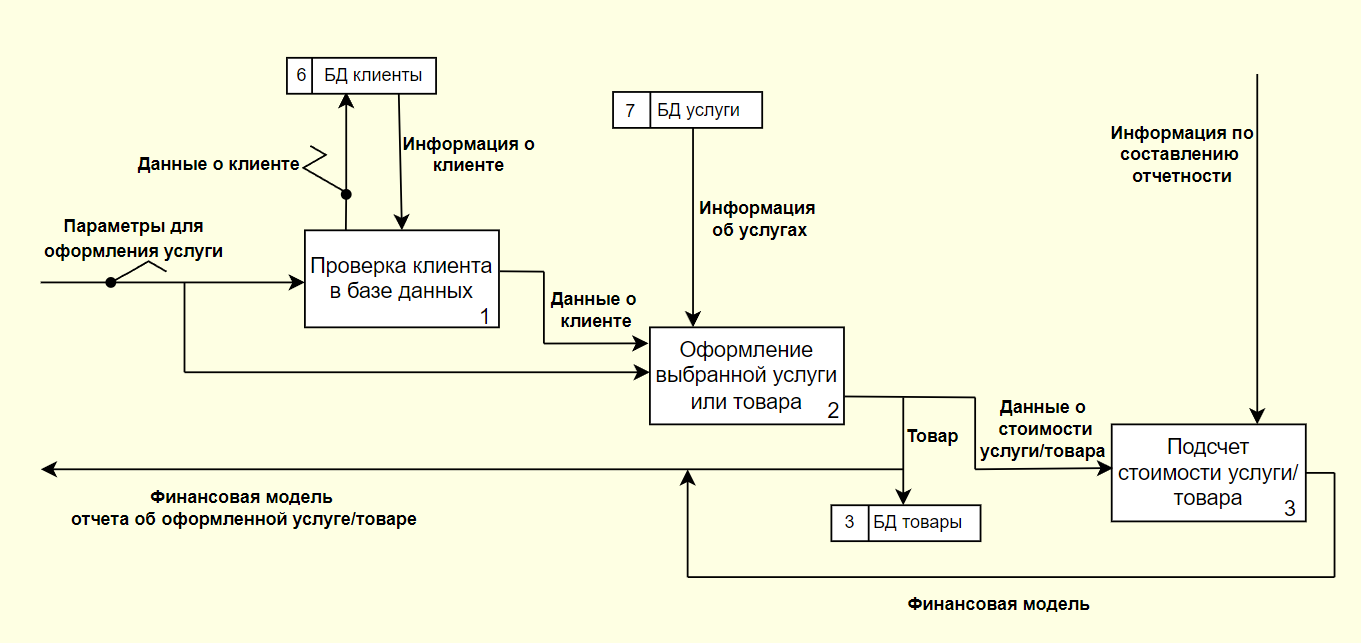 6 БД клиенты
7 БД услуги
Данные о клиенте
Информация о
клиенте
Информация по
составлению
отчетности
Параметры для
оформления услуги
Информация
об услугах
Проверка клиента
в базе данных
1
Данные о
клиенте
Оформление
выбранной услуги
или товара
2
Товар
Данные о
стоимости
услуги/товара
Подсчет
стоимости услуги/
товара
3
Финансовая модель
отчета об оформленной услуге/товаре
3 БД товары
Финансовая модель